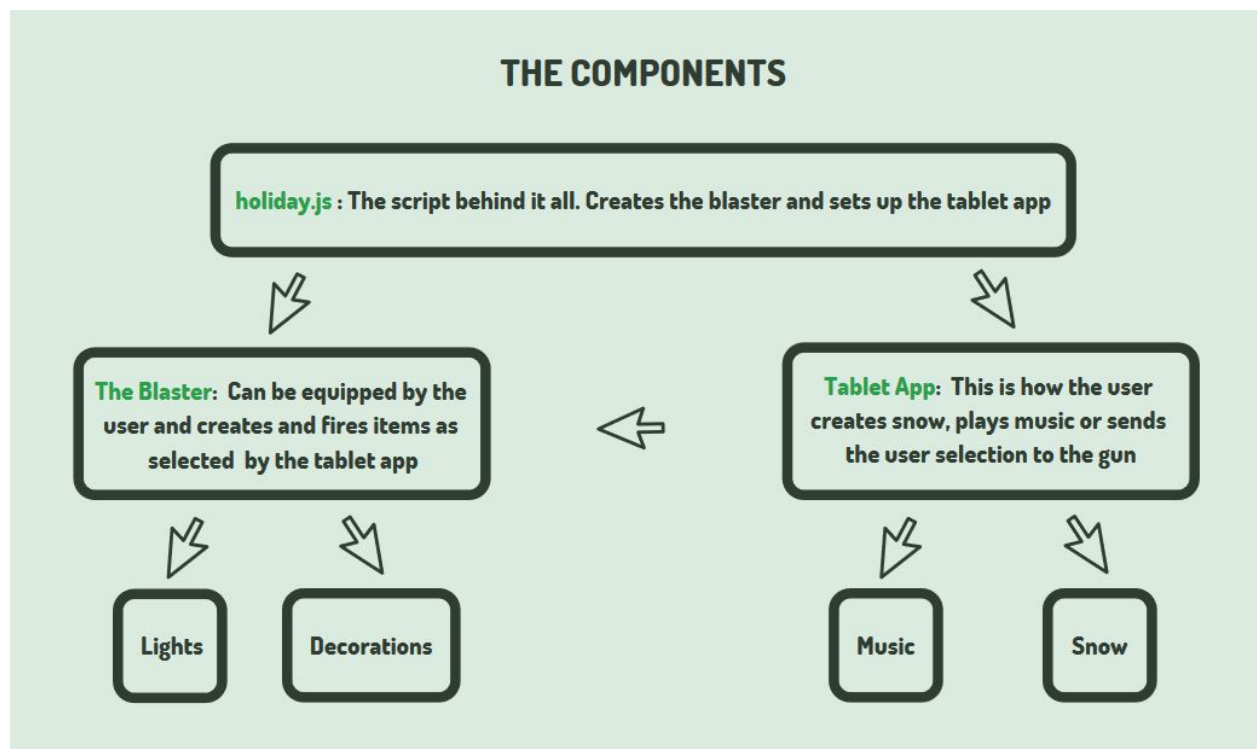 THE COMPONENTS
holiday.js : The script behind it all. Creates the blaster and sets up the tablet app
The Blaster: Can be equipped by the
user and creates and fires items as
selected by the tablet app
Tablet App: This is how the user
creates snow, plays music or sends
the user selection to the gun
Lights
Decorations
Music
Snow